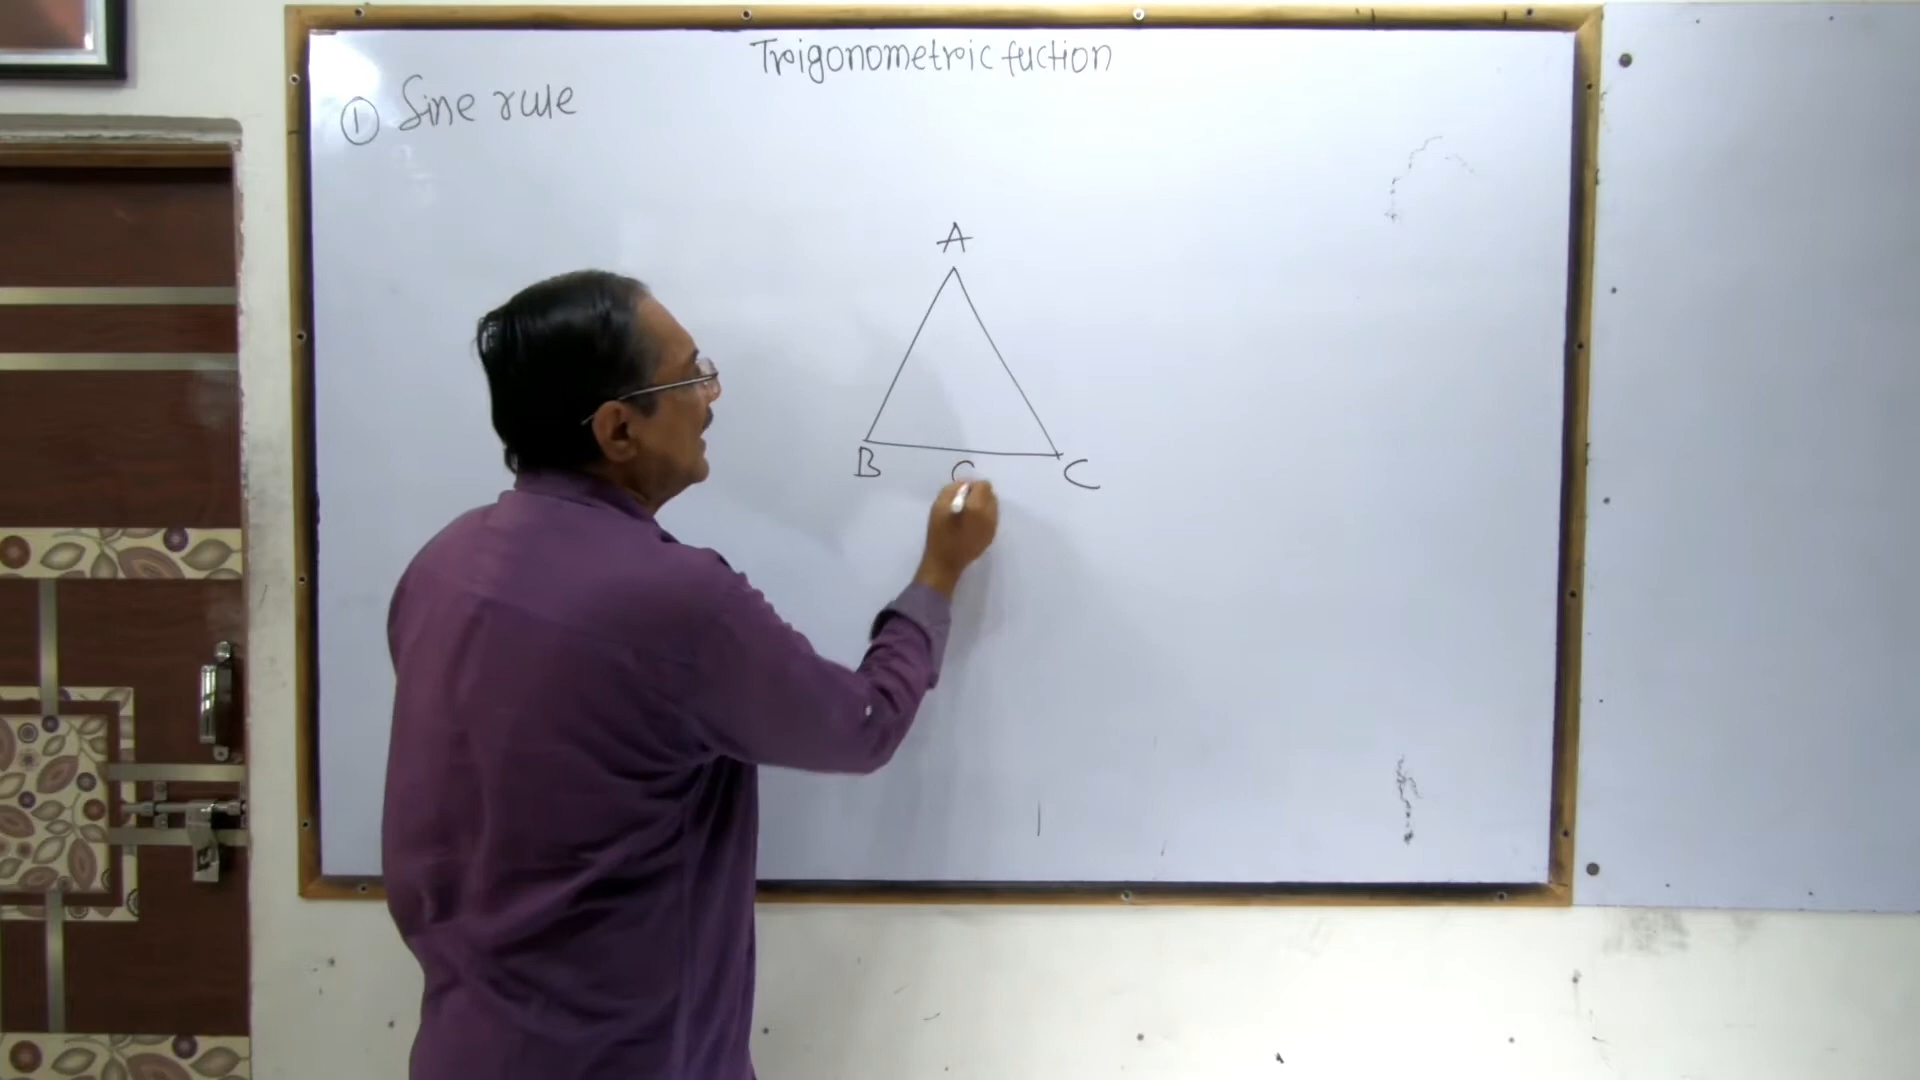 Trigonometric fuction
① Sine rule
A
B
C